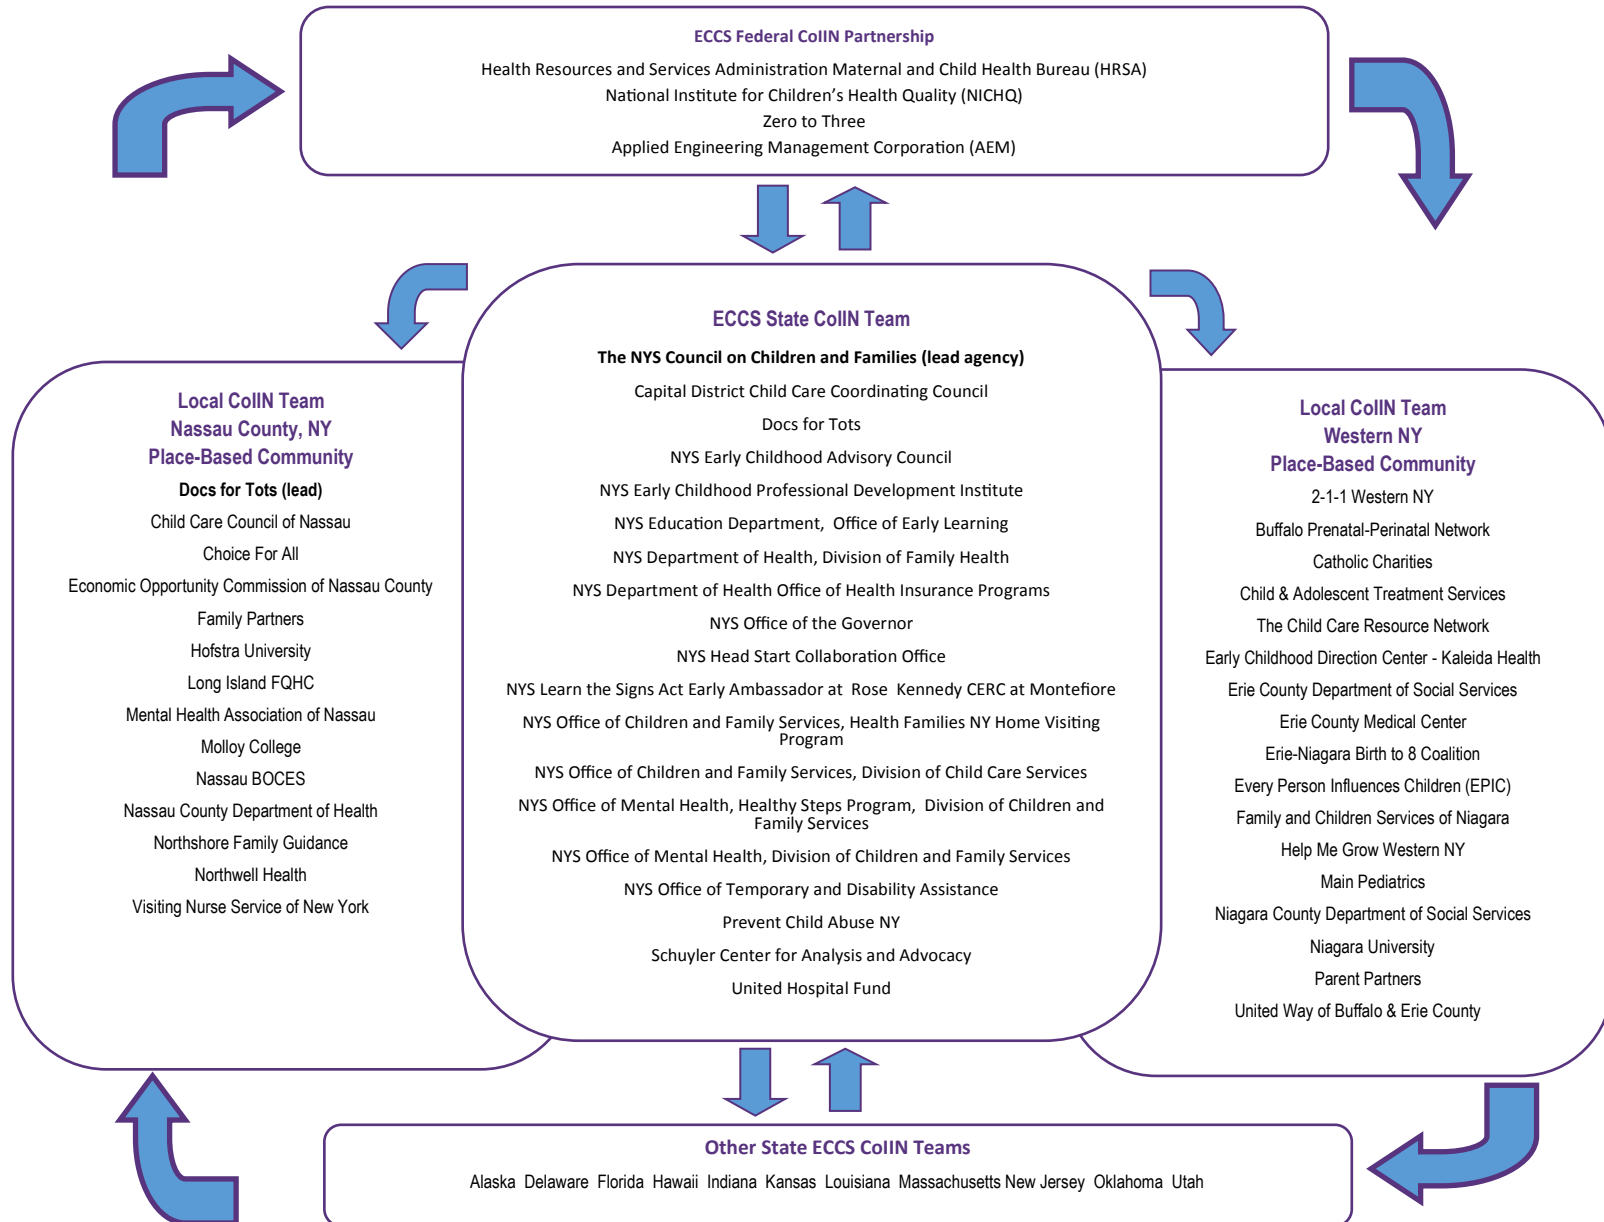 ECCS Federal CoIIN Partnership
Health Resources and Services Administration Maternal and Child Health Bureau (HRSA)
National Institute for Children's Health Quality (NICHQ)
Zero to Three
Applied Engineering Management Corporation (AEM)
Local CoIIN Team
Nassau County, NY
Place-Based Community
Docs for Tots (lead)
Child Care Council of Nassau
Choice For All
Economic Opportunity Commission of Nassau County
Family Partners
Hofstra University
Long Island FQHC
Mental Health Association of Nassau
Molloy College
Nassau BOCES
Nassau County Department of Health
Northshore Family Guidance
Northwell Health
Visiting Nurse Service of New York
ECCS State CoIIN Team
The NYS Council on Children and Families (lead agency)
Capital District Child Care Coordinating Council
Docs for Tots
NYS Early Childhood Advisory Council
NYS Early Childhood Professional Development Institute
NYS Education Department, Office of Early Learning
NYS Department of Health, Division of Family Health
NYS Department of Health Office of Health Insurance Programs
NYS Office of the Governor
NYS Head Start Collaboration Office
NYS Learn the Signs Act Early Ambassador at Rose Kennedy CERC at Montefiore
NYS Office of Children and Family Services, Health Families NY Home Visiting
Program
NYS Office of Children and Family Services, Division of Child Care Services
NYS Office of Mental Health, Healthy Steps Program, Division of Children and
Family Services
NYS Office of Mental Health, Division of Children and Family Services
NYS Office of Temporary and Disability Assistance
Prevent Child Abuse NY
Schuyler Center for Analysis and Advocacy
United Hospital Fund
Local CoIIN Team
Western NY
Place-Based Community
2-1-1 Western NY
Buffalo Prenatal-Perinatal Network
Catholic Charities
Child & Adolescent Treatment Services
The Child Care Resource Network
Early Childhood Direction Center - Kaleida Health
Erie County Department of Social Services
Erie County Medical Center
Erie-Niagara Birth to 8 Coalition
Every Person Influences Children (EPIC)
Family and Children Services of Niagara
Help Me Grow Western NY
Main Pediatrics
Niagara County Department of Social Services
Niagara University
Parent Partners
United Way of Buffalo & Erie County
Other State ECCS CoIIN Teams
Alaska Delaware Florida Hawaii Indiana Kansas Louisiana Massachusetts New Jersey Oklahoma Utah